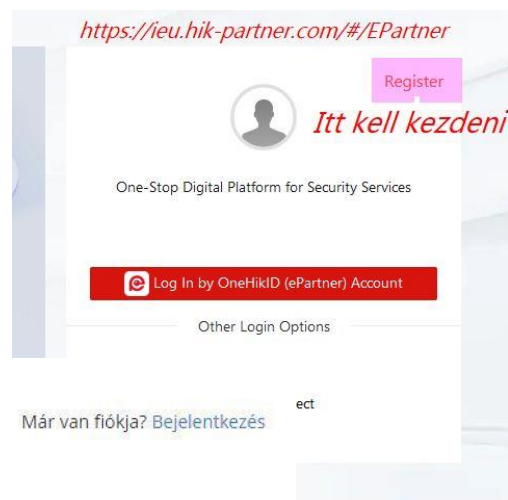 https://ieu.hik-partner.com/#/EPartner
Register
Itt kell kezdeni
One-Stop Digital Platform for Security Services
Log In by OneHikID (ePartner) Account
Other Login Options
ect
Már van fiókja? Bejelentkezés